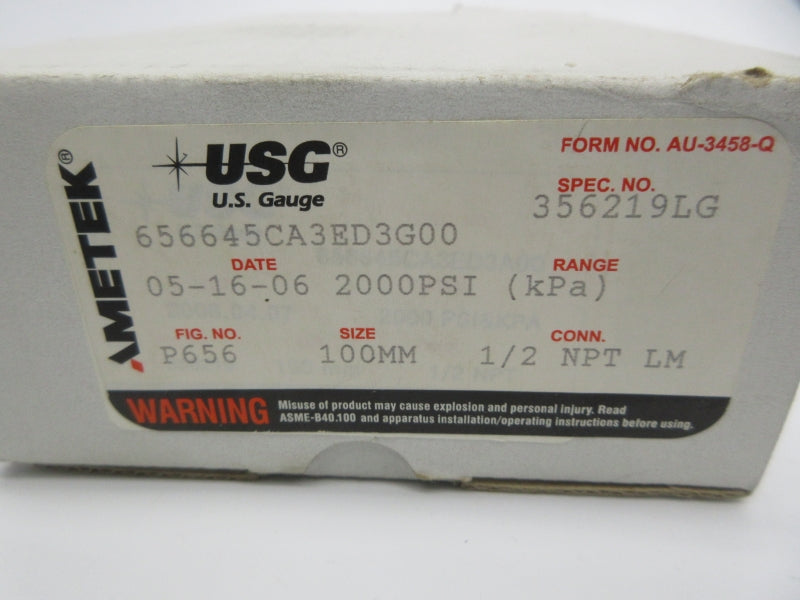 AMETEK®
USG®
U.S. Gauge
FORM NO. AU-3458-Q
SPEC. NO.
356219LG
656645CA3ED3G00
DATE RANGE
05-16-06 2000PSI (kPa)
FIG. NO. SIZE CONN.
P656 100MM 1/2 NPT LM
WARNING Misuse of product may cause explosion and personal injury. Read
ASME-B40.100 and apparatus installation/operating instructions before using.